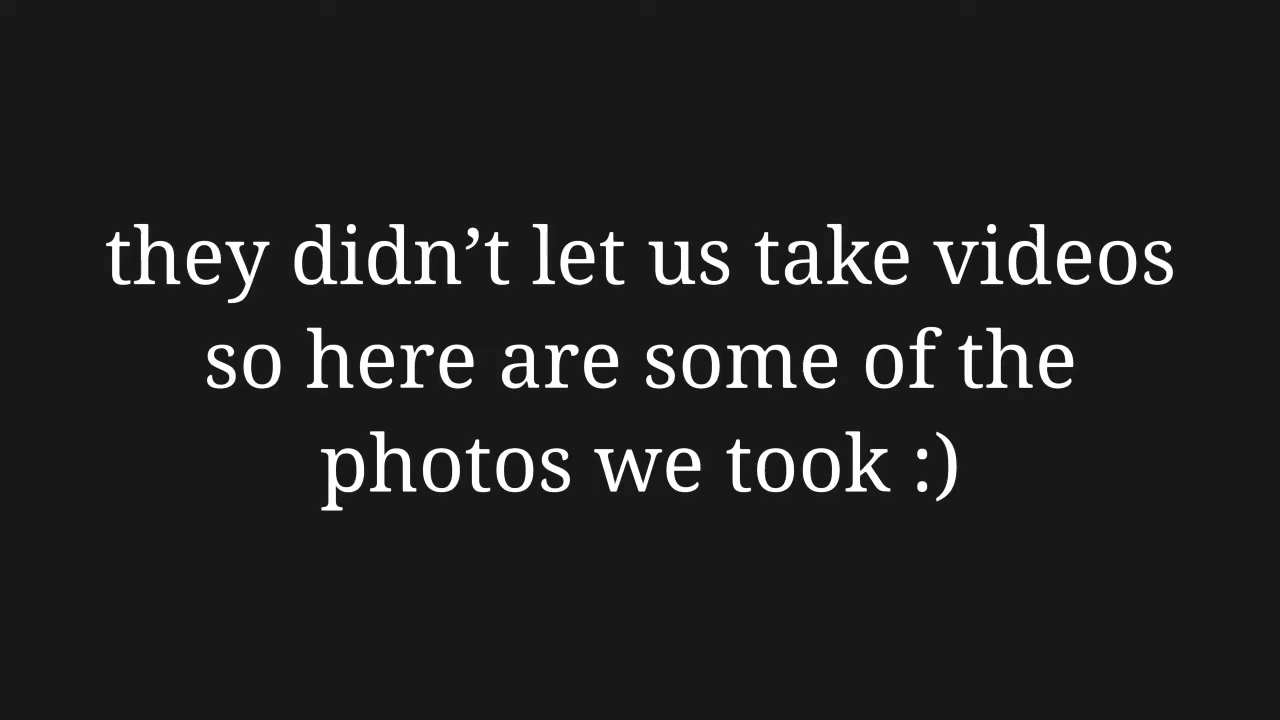 they didn’t let us take videos
so here are some of the
photos we took :)